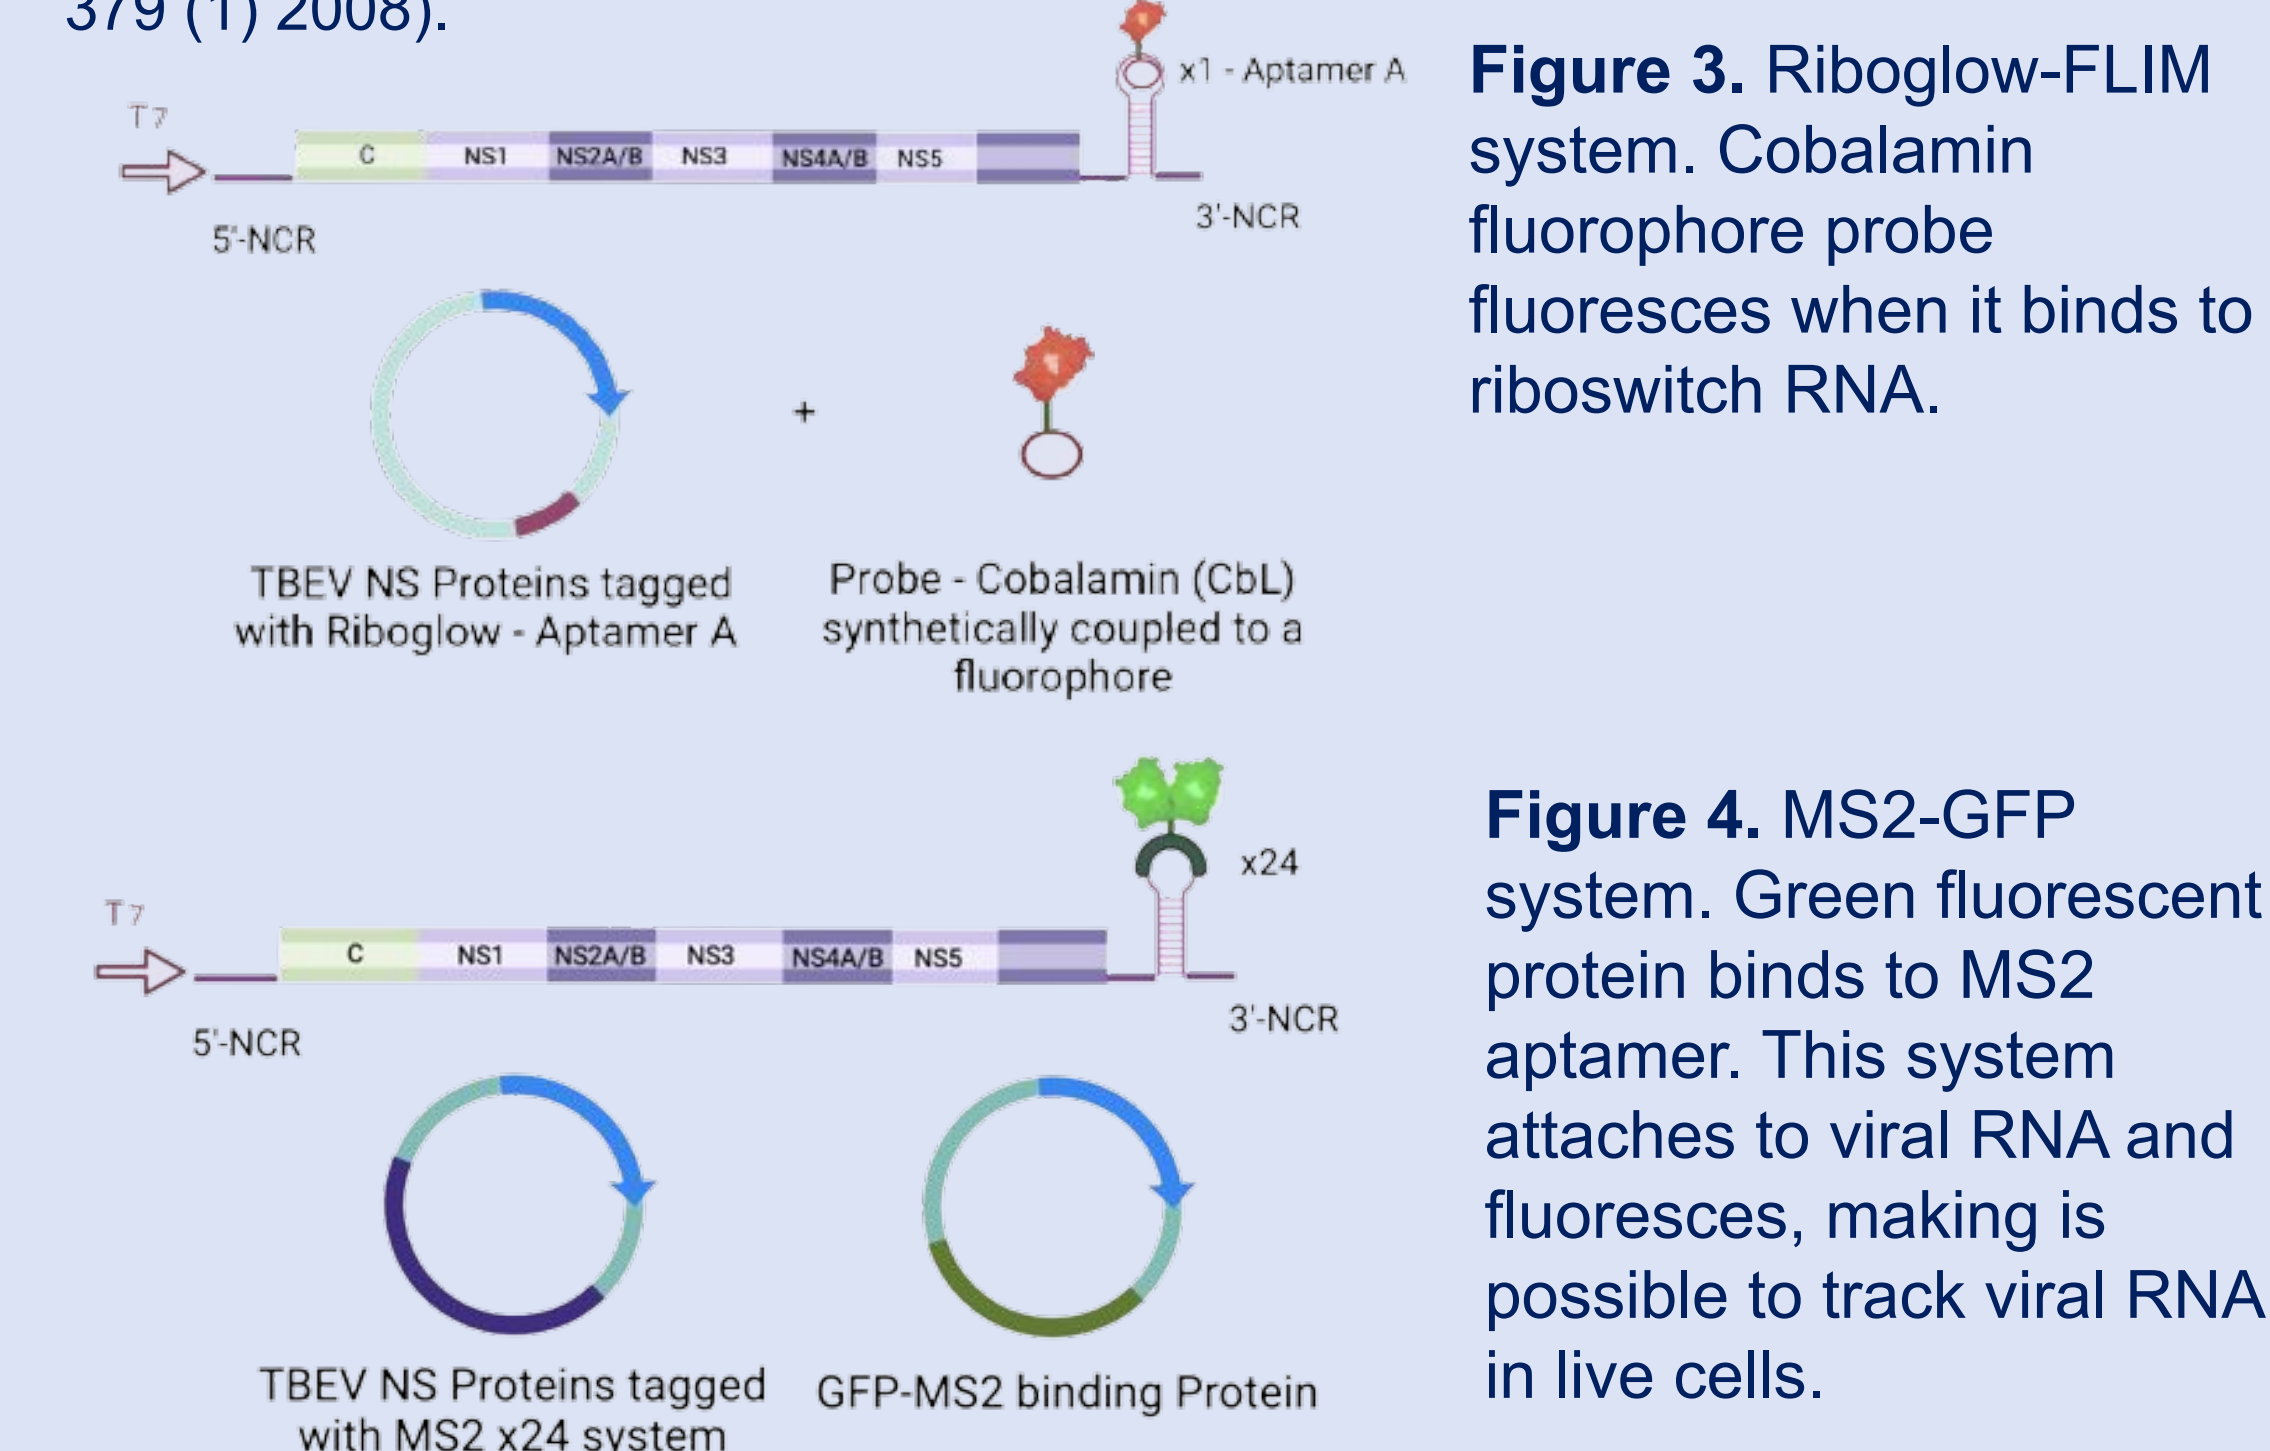 379 (1) 2008).
x1 - Aptamer A
T7
C NS1 NS2A/B NS3 NS4A/B NS5
5'-NCR
3'-NCR
+
TBEV NS Proteins tagged
with Riboglow - Aptamer A
Probe - Cobalamin (CbL)
synthetically coupled to a
fluorophore
Figure 3. Riboglow-FLIM
system. Cobalamin
fluorophore probe
fluoresces when it binds to
riboswitch RNA.
x24
T7
C NS1 NS2A/B NS3 NS4A/B NS5
5'-NCR
3'-NCR
TBEV NS Proteins tagged
with MS2 x24 system
GFP-MS2 binding Protein
Figure 4. MS2-GFP
system. Green fluorescent
protein binds to MS2
aptamer. This system
attaches to viral RNA and
fluoresces, making is
possible to track viral RNA
in live cells.